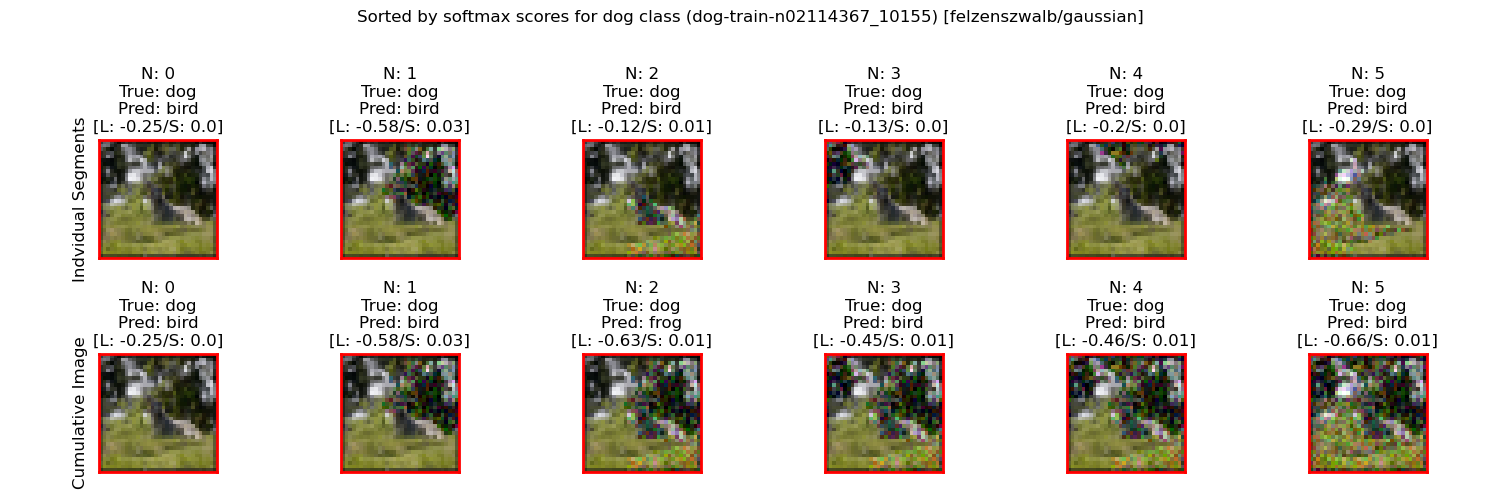 Sorted by softmax scores for dog class (dog-train-n02114367_10155) [felzenszwalb/gaussian]
Indvidual Segments
N: 0
True: dog
Pred: bird
[L: -0.25/S: 0.0]
N: 1
True: dog
Pred: bird
[L: -0.58/S: 0.03]
N: 2
True: dog
Pred: bird
[L: -0.12/S: 0.01]
N: 3
True: dog
Pred: bird
[L: -0.13/S: 0.0]
N: 4
True: dog
Pred: bird
[L: -0.2/S: 0.0]
N: 5
True: dog
Pred: bird
[L: -0.29/S: 0.0]
Cumulative Image
N: 0
True: dog
Pred: bird
[L: -0.25/S: 0.0]
N: 1
True: dog
Pred: bird
[L: -0.58/S: 0.03]
N: 2
True: dog
Pred: frog
[L: -0.63/S: 0.01]
N: 3
True: dog
Pred: bird
[L: -0.45/S: 0.01]
N: 4
True: dog
Pred: bird
[L: -0.46/S: 0.01]
N: 5
True: dog
Pred: bird
[L: -0.66/S: 0.01]